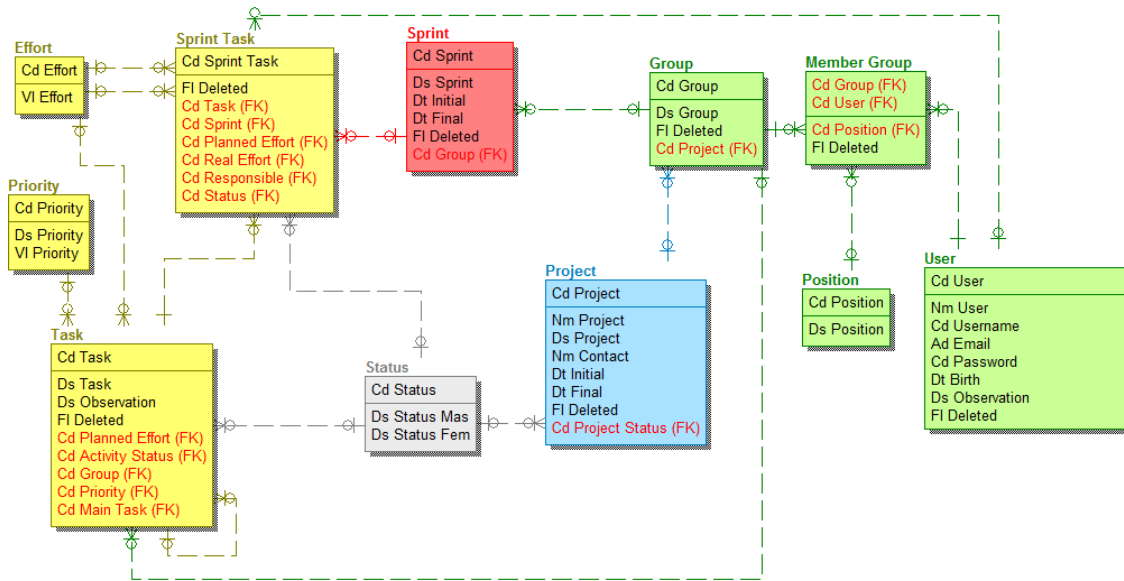 Effort
Cd Effort
Vl Effort
Sprint Task
Cd Sprint Task
Fl Deleted
Cd Task (FK)
Cd Sprint (FK)
Cd Planned Effort (FK)
Cd Real Effort (FK)
Cd Responsible (FK)
Cd Status (FK)
Sprint
Cd Sprint
Ds Sprint
Dt Initial
Dt Final
Fl Deleted
Cd Group (FK)
Group
Cd Group
Ds Group
Fl Deleted
Cd Project (FK)
Member Group
Cd Group (FK)
Cd User (FK)
Cd Position (FK)
Fl Deleted
Priority
Cd Priority
Ds Priority
Vl Priority
Project
Cd Project
Nm Project
Ds Project
Nm Contact
Dt Initial
Dt Final
Fl Deleted
Cd Project Status (FK)
Position
Cd Position
Ds Position
User
Cd User
Nm User
Cd Username
Ad Email
Cd Password
Dt Birth
Ds Observation
Fl Deleted
Task
Cd Task
Ds Task
Ds Observation
Fl Deleted
Cd Planned Effort (FK)
Cd Activity Status (FK)
Cd Group (FK)
Cd Priority (FK)
Cd Main Task (FK)
Status
Cd Status
Ds Status Mas
Ds Status Fem